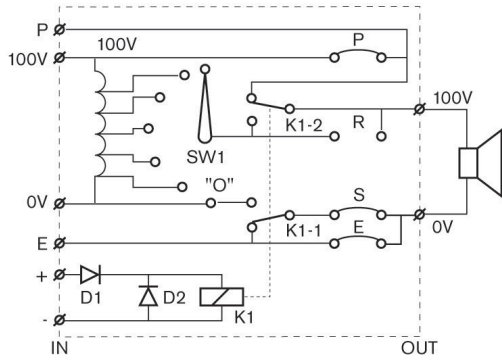 P
100V
100V
P
100V
K1-2
R
SW1
"O"
0V
S
K1-1
E
0V
E
+
D1
D2
K1
-
IN
OUT